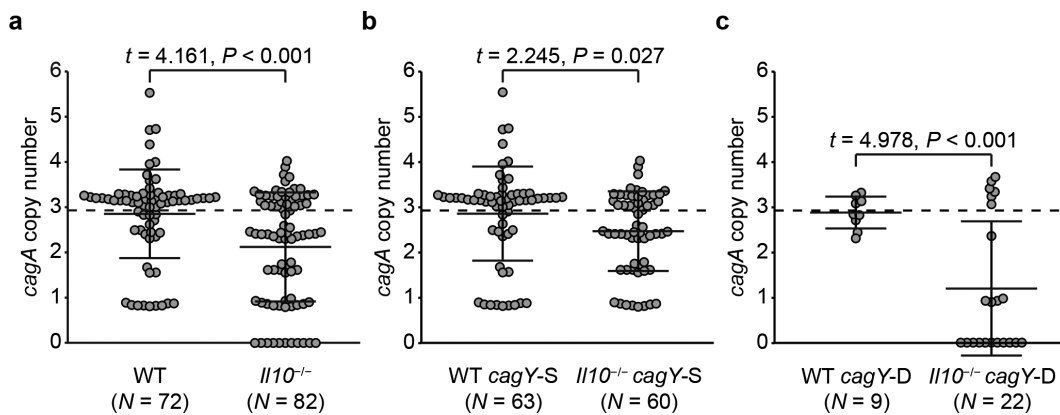 a
t = 4.161, P < 0.001
cagA copy number
6
5
4
3
2
1
0
WT
(N = 72)
Il10–/–
(N = 82)
b
t = 2.245, P = 0.027
cagA copy number
6
5
4
3
2
1
0
WT cagY-S
(N = 63)
Il10–/– cagY-S
(N = 60)
c
t = 4.978, P < 0.001
cagA copy number
6
5
4
3
2
1
0
WT cagY-D
(N = 9)
Il10–/– cagY-D
(N = 22)